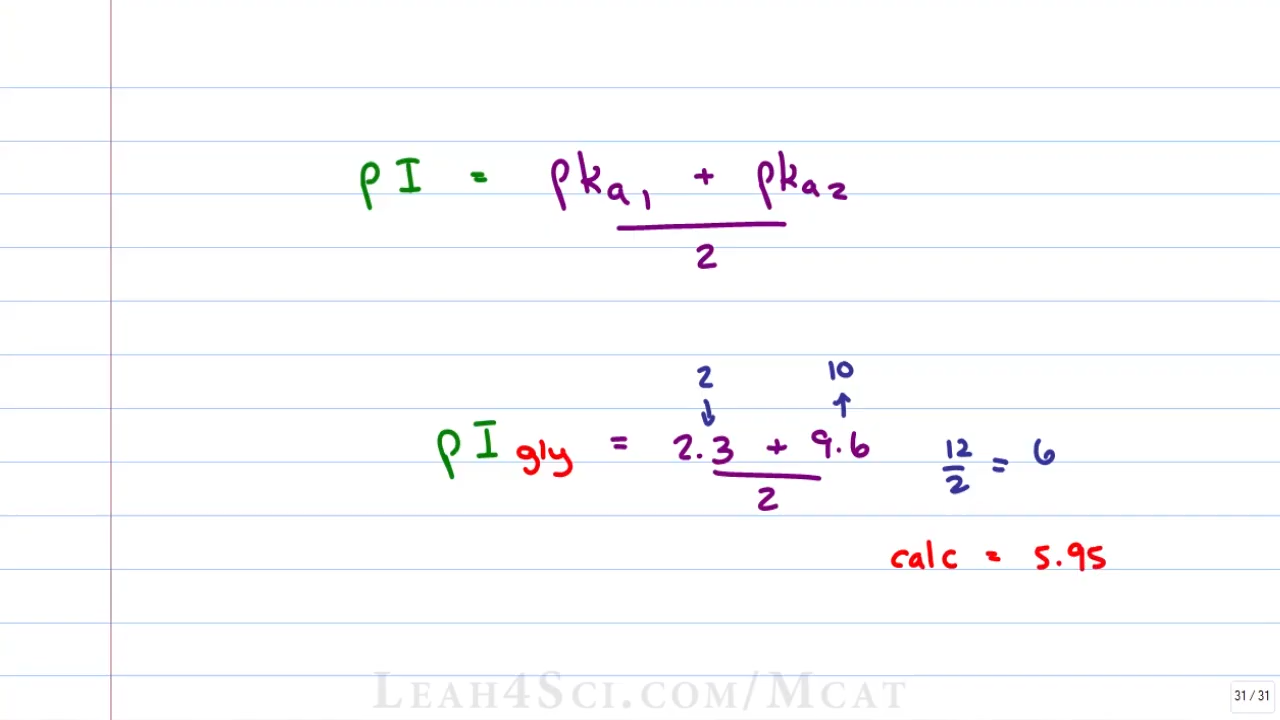 pI = pka1 + pka2
2
2 10
↓ ↑
pI gly = 2.3 + 9.6
2
12
2 = 6
calc = 5.95
Leah4Sci.com/Mcat
31 / 31